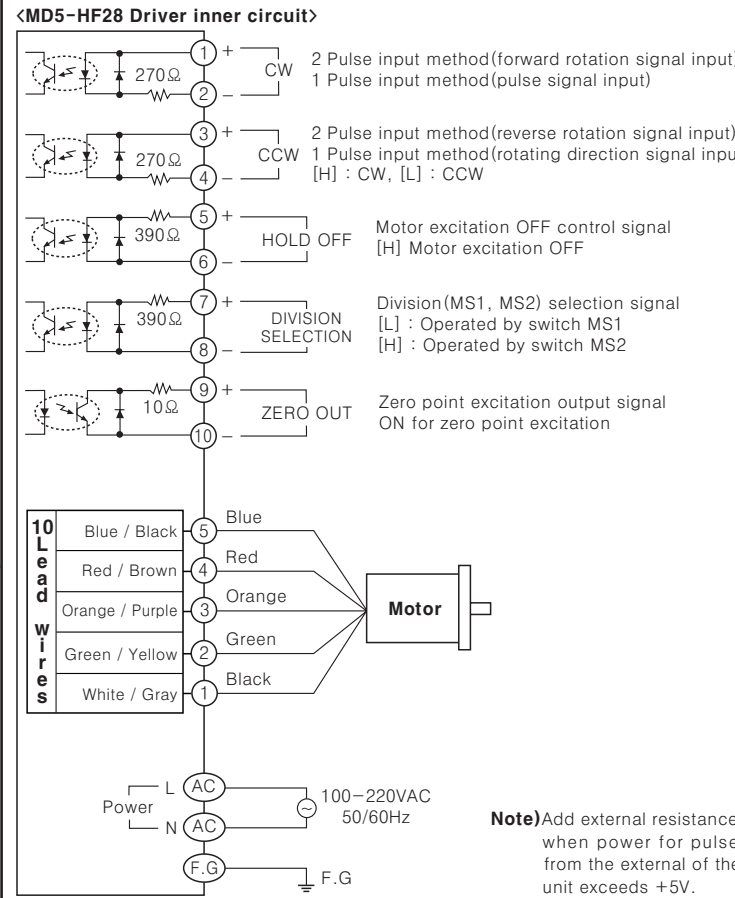 <MD5-HF28 Driver inner circuit>
1 +
270Ω
2 −
CW
2 Pulse input method(forward rotation signal input)
1 Pulse input method(pulse signal input)
3 +
270Ω
4 −
CCW
2 Pulse input method(reverse rotation signal input)
1 Pulse input method(rotating direction signal inpu
[H] : CW, [L] : CCW
5 +
390Ω
6 −
HOLD OFF
Motor excitation OFF control signal
[H] Motor excitation OFF
7 +
390Ω
8 −
DIVISION
SELECTION
Division(MS1, MS2) selection signal
[L] : Operated by switch MS1
[H] : Operated by switch MS2
9 +
10Ω
10 −
ZERO OUT
Zero point excitation output signal
ON for zero point excitation
10 Lead wires
Blue / Black 5 Blue
Red / Brown 4 Red
Orange / Purple 3 Orange
Green / Yellow 2 Green
White / Gray 1 Black
Motor
Power
L AC
N AC
100−220VAC
50/60Hz
F.G
F.G
Note)Add external resistance
when power for pulse
from the external of the
unit exceeds +5V.